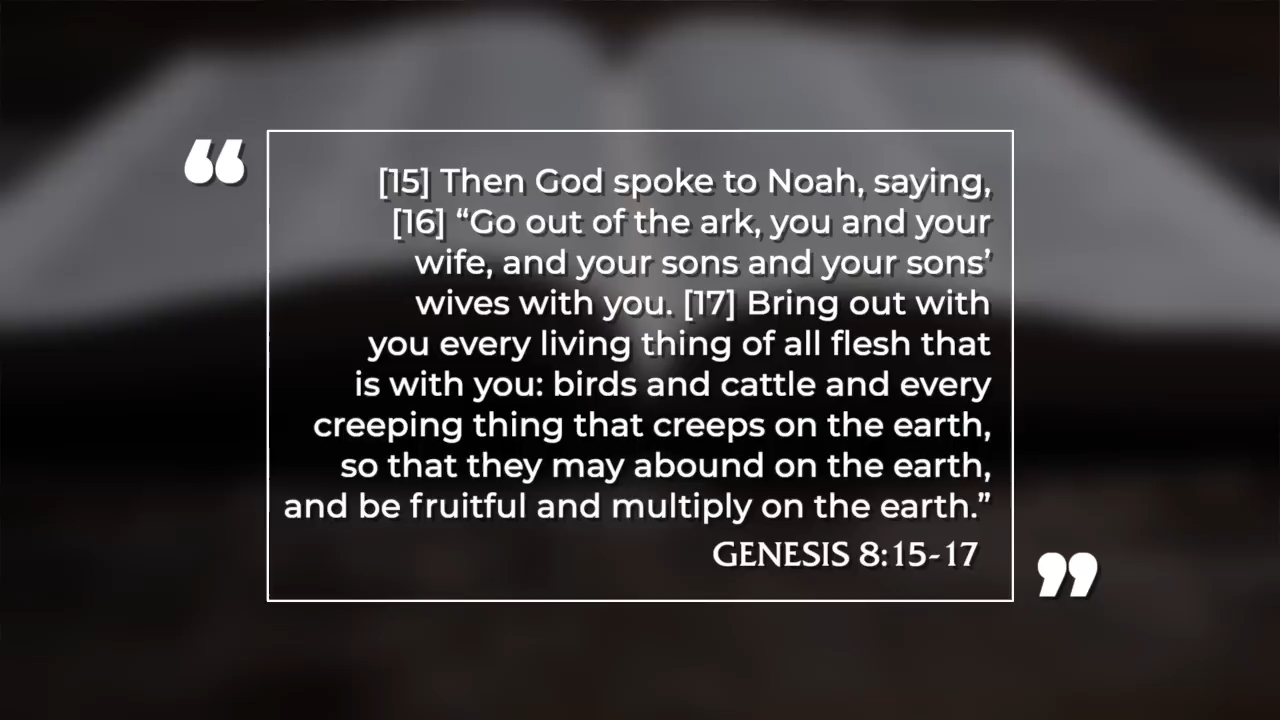 “
[15] Then God spoke to Noah, saying,
[16] “Go out of the ark, you and your
wife, and your sons and your sons’
wives with you. [17] Bring out with
you every living thing of all flesh that
is with you: birds and cattle and every
creeping thing that creeps on the earth,
so that they may abound on the earth,
and be fruitful and multiply on the earth.”
GENESIS 8:15-17
”